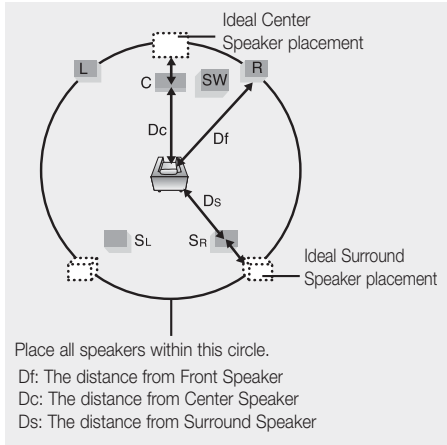 Ideal Center
Speaker placement
L
R
C
SW
Dc
Df
Ds
SL
SR
Ideal Surround
Speaker placement
Place all speakers within this circle.
Df: The distance from Front Speaker
Dc: The distance from Center Speaker
Ds: The distance from Surround Speaker